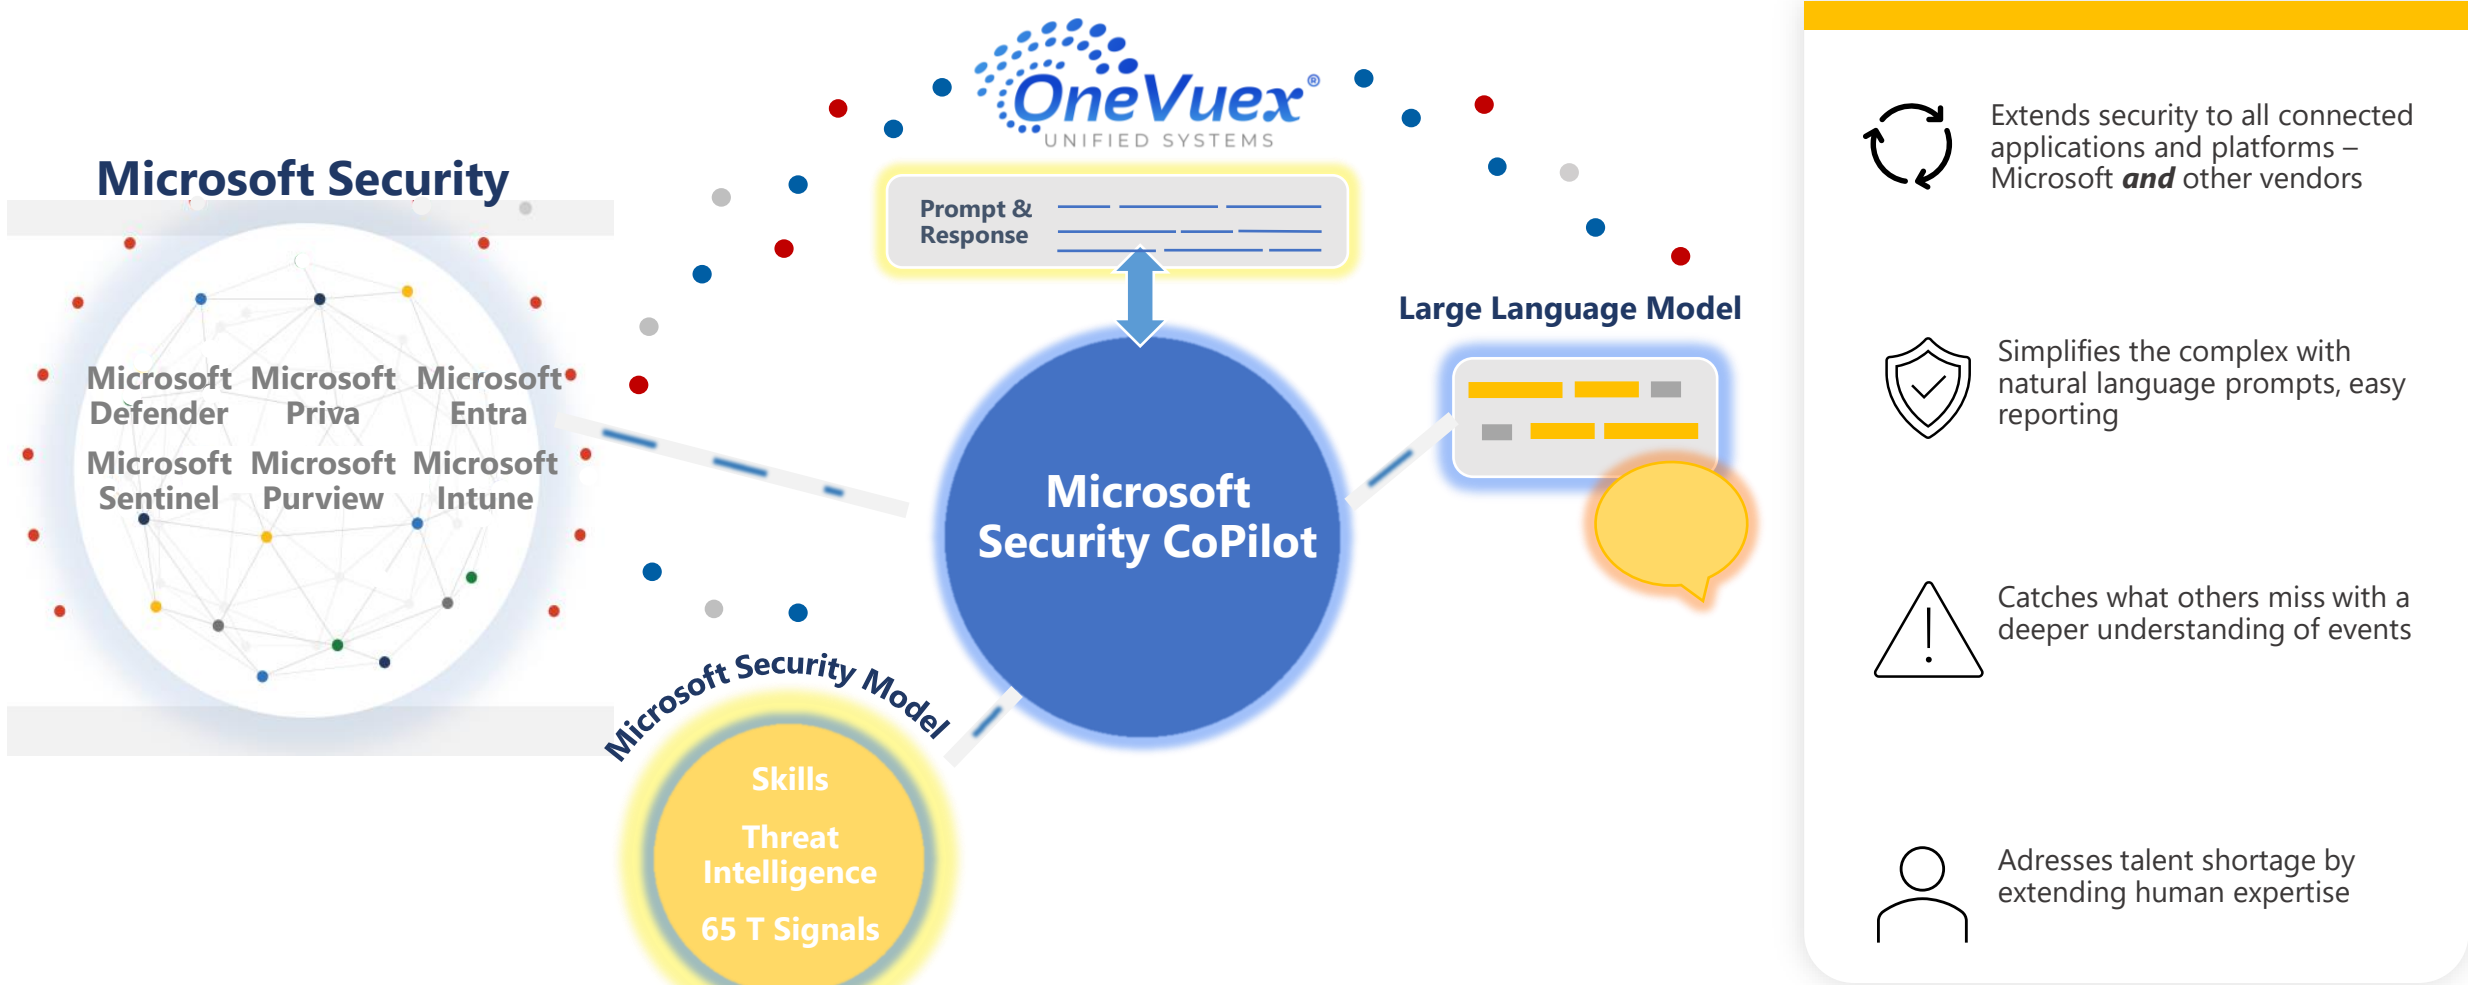 OneVuex®
UNIFIED SYSTEMS
Microsoft Security
Microsoft
Defender
Microsoft
Priva
Microsoft
Entra
Microsoft
Sentinel
Microsoft
Purview
Microsoft
Intune
Prompt &
Response
Large Language Model
Microsoft
Security CoPilot
Microsoft Security Model
Skills
Threat
Intelligence
65 T Signals
Extends security to all connected
applications and platforms –
Microsoft and other vendors
Simplifies the complex with
natural language prompts, easy
reporting
Catches what others miss with a
deeper understanding of events
Adresses talent shortage by
extending human expertise